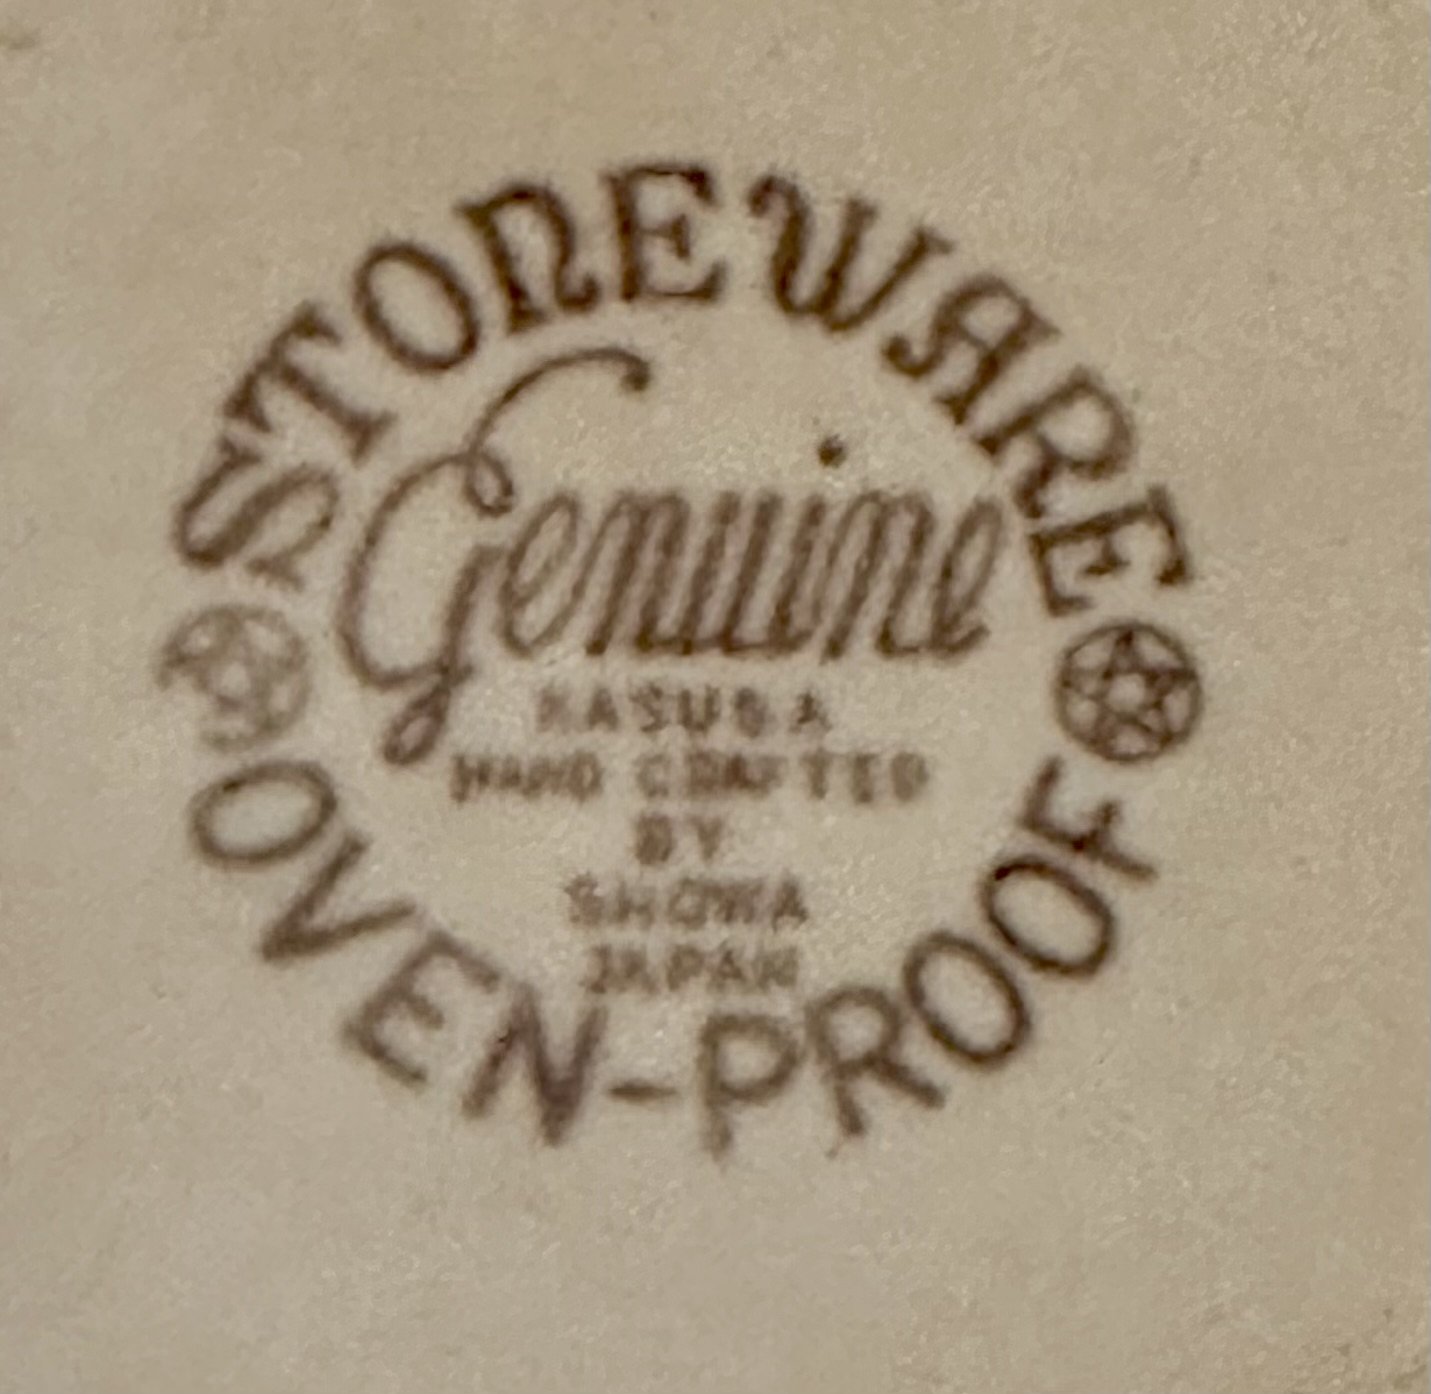 STONEWARE
Genuine
KASUGA
HAND CRAFTED
BY
SHOWA
JAPAN
OVEN-PROOF